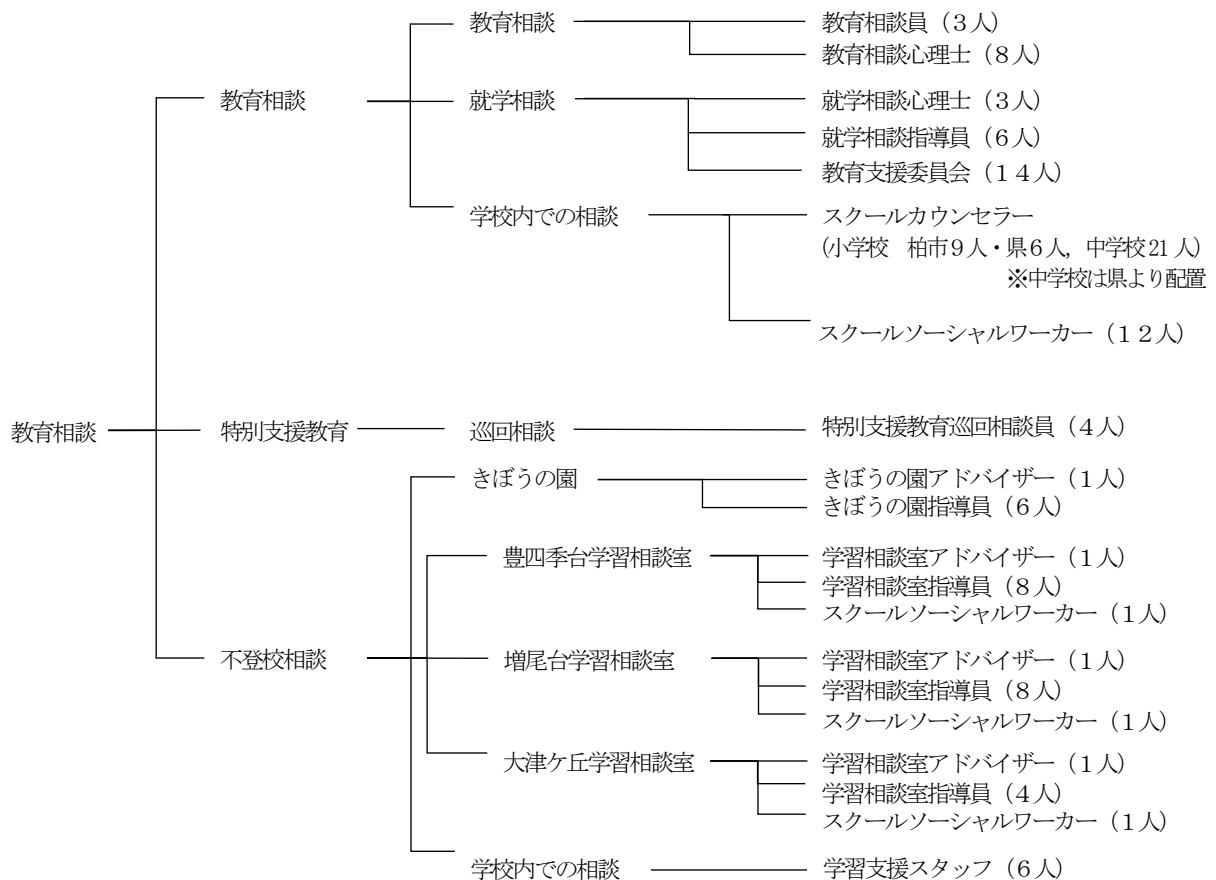 教育相談
教育相談
教育相談
教育相談員（３人）
教育相談心理士（８人）
就学相談
就学相談心理士（３人）
就学相談指導員（６人）
教育支援委員会（１４人）
学校内での相談
スクールカウンセラー
(小学校　柏市９人・県６人，中学校21人)
※中学校は県より配置
スクールソーシャルワーカー（１２人）
特別支援教育
巡回相談
特別支援教育巡回相談員（４人）
不登校相談
きぼうの園
きぼうの園アドバイザー（１人）
きぼうの園指導員（６人）
豊四季台学習相談室
学習相談室アドバイザー（１人）
学習相談室指導員（８人）
スクールソーシャルワーカー（１人）
増尾台学習相談室
学習相談室アドバイザー（１人）
学習相談室指導員（８人）
スクールソーシャルワーカー（１人）
大津ケ丘学習相談室
学習相談室アドバイザー（１人）
学習相談室指導員（４人）
スクールソーシャルワーカー（１人）
学校内での相談
学習支援スタッフ（６人）